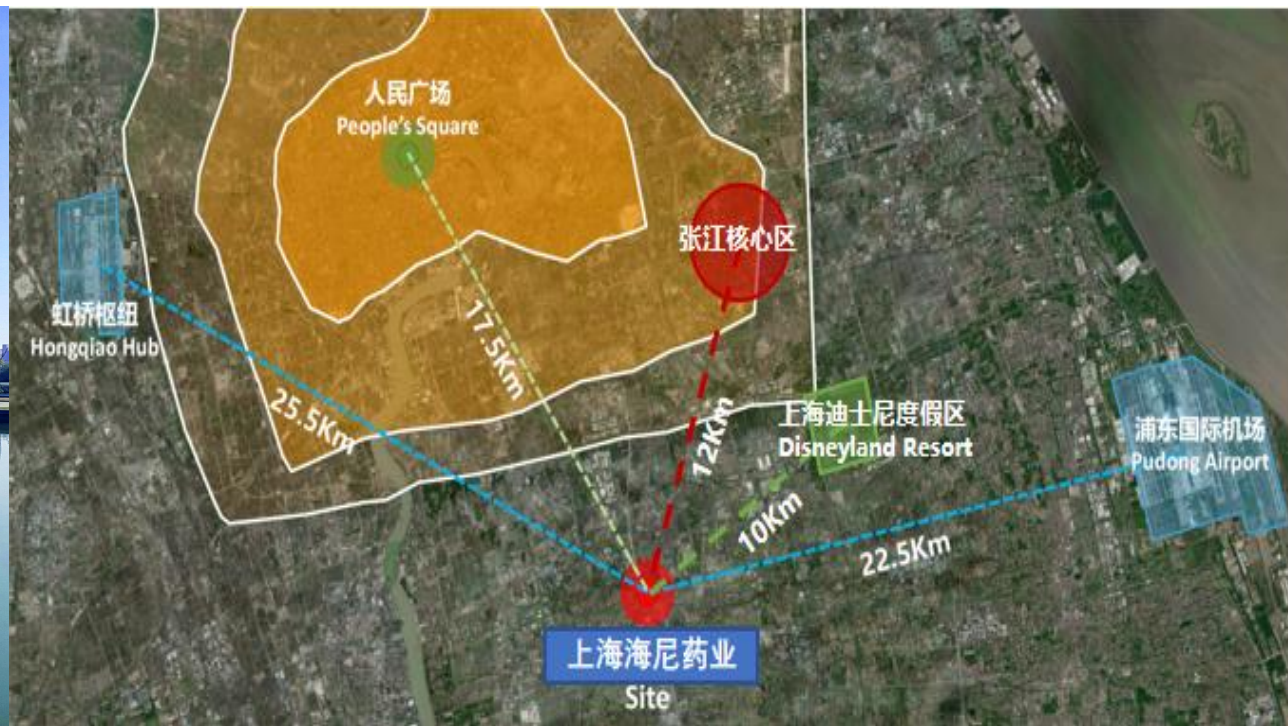 人民广场
People's Square
张江核心区
虹桥枢纽
Hongqiao Hub
17.5Km
25.5Km
12Km
上海迪士尼度假区
Disneyland Resort
浦东国际机场
Pudong Airport
10Km
22.5Km
上海海尼药业
Site